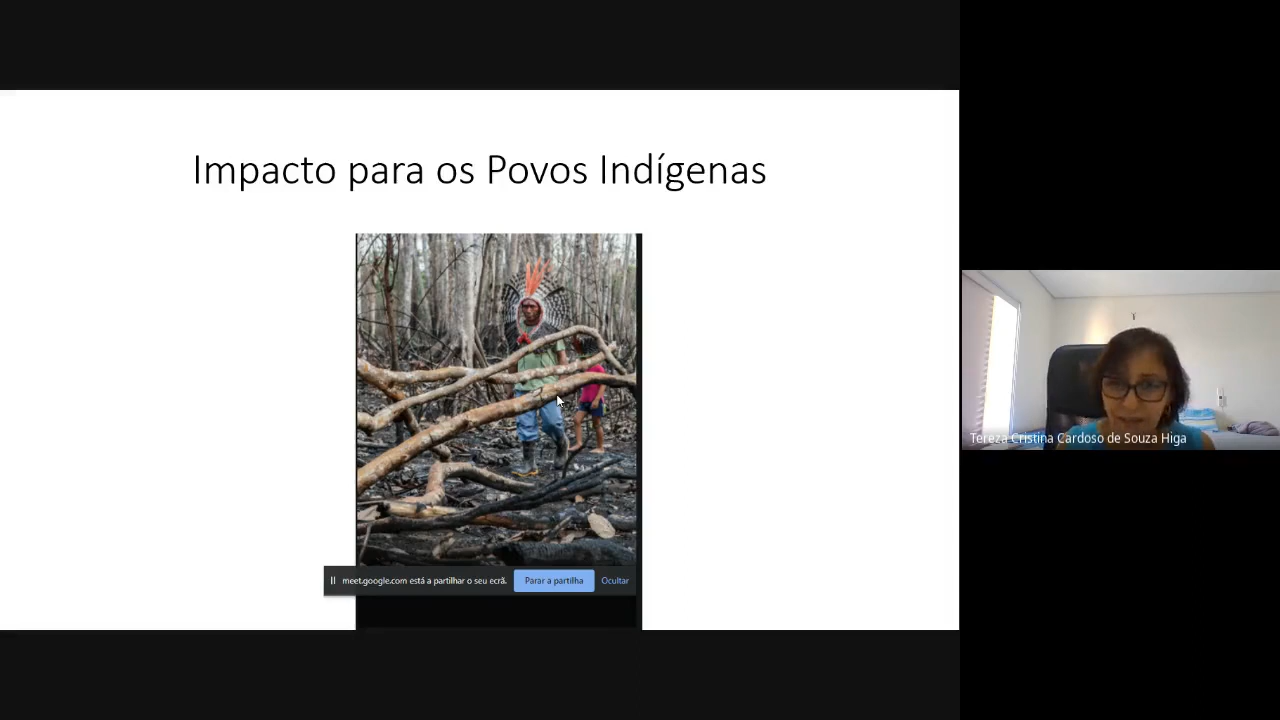 Impacto para os Povos Indígenas
meet.google.com está a partilhar o seu ecrã. Parar a partilha Ocultar
Tereza Cristina Cardoso de Souza Higa